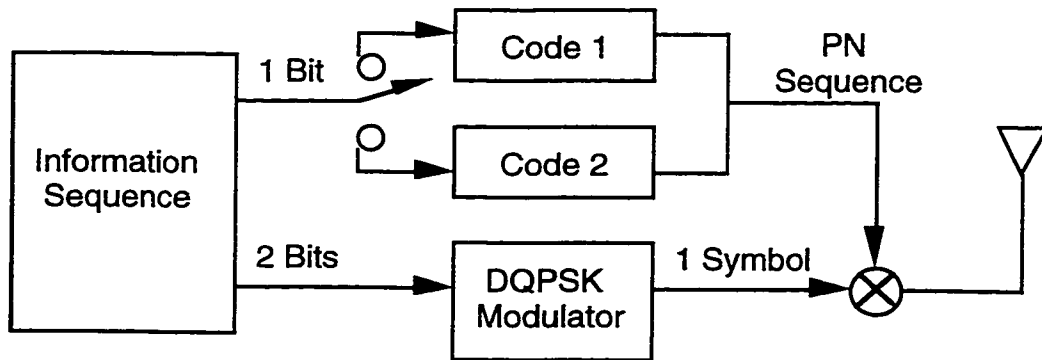 Information
Sequence
1 Bit
2 Bits
Code 1
Code 2
DQPSK
Modulator
1 Symbol
PN
Sequence